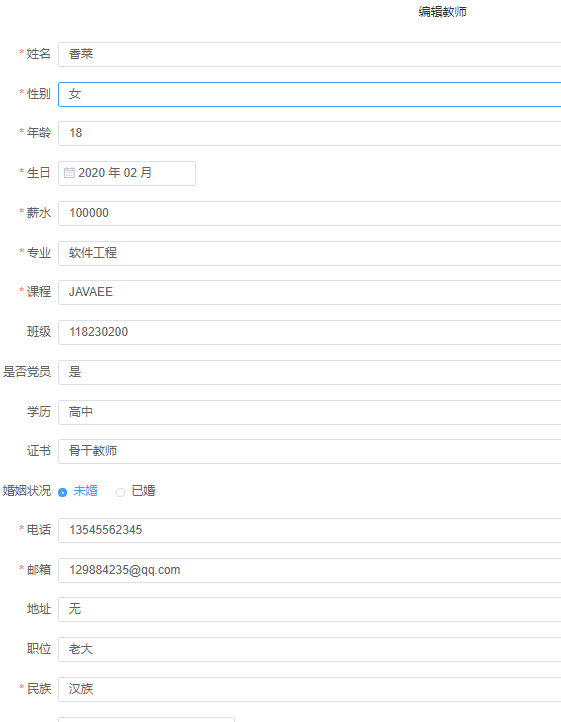 编辑教师
* 姓名 香菜
* 性别 女
* 年龄 18
* 生日 2020 年 02 月
* 薪水 100000
* 专业 软件工程
* 课程 JAVAEE
班级 118230200
是否党员 是
学历 高中
证书 骨干教师
婚姻状况 未婚 已婚
* 电话 13545562345
* 邮箱 129884235@qq.com
地址 无
职位 老大
* 民族 汉族